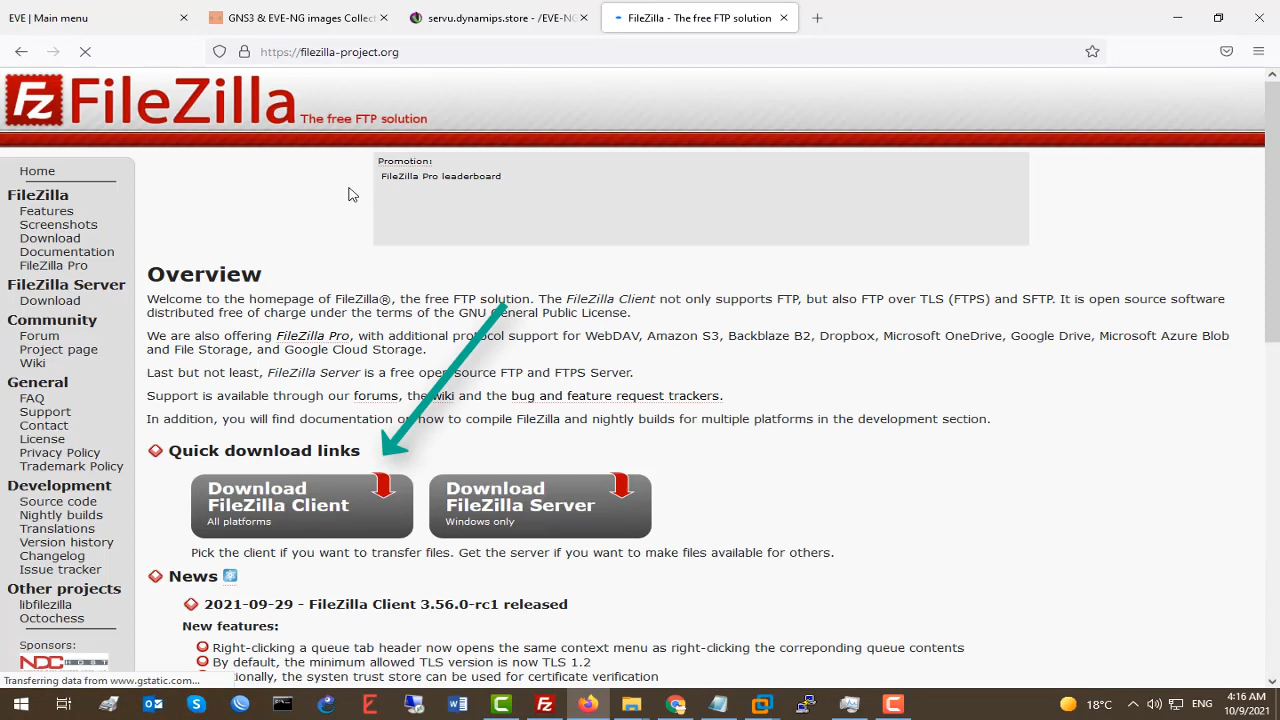 EVE | Main menu
GNS3 & EVE-NG images Collect
servu.dynamips.store - /EVE-NG
FileZilla - The free FTP solution
https://filezilla-project.org
FileZilla
The free FTP solution
Promotion:
FileZilla Pro leaderboard
Home
FileZilla
Features
Screenshots
Download
Documentation
FileZilla Pro
FileZilla Server
Download
Community
Forum
Project page
Wiki
General
FAQ
Support
Contact
License
Privacy Policy
Trademark Policy
Development
Source code
Nightly builds
Translations
Version history
Changelog
Issue tracker
Other projects
libfilezilla
Octochess
Sponsors:
NDCHOST
Overview
Welcome to the homepage of FileZilla®, the free FTP solution. The FileZilla Client not only supports FTP, but also FTP over TLS (FTPS) and SFTP. It is open source software
distributed free of charge under the terms of the GNU General Public License.
We are also offering FileZilla Pro, with additional protocol support for WebDAV, Amazon S3, Backblaze B2, Dropbox, Microsoft OneDrive, Google Drive, Microsoft Azure Blob
and File Storage, and Google Cloud Storage.
Last but not least, FileZilla Server is a free open source FTP and FTPS Server.
Support is available through our forums, the wiki and the bug and feature request trackers.
In addition, you will find documentation on how to compile FileZilla and nightly builds for multiple platforms in the development section.
Quick download links
Download
FileZilla Client
All platforms
Download
FileZilla Server
Windows only
Pick the client if you want to transfer files. Get the server if you want to make files available for others.
News
2021-09-29 - FileZilla Client 3.56.0-rc1 released
New features:
Right-clicking a queue tab header now opens the same context menu as right-clicking the correponding queue contents
By default, the minimum allowed TLS version is now TLS 1.2
tionally, the systen trust store can be used for certificate verification
Transferring data from www.gstatic.com...
18°C
ENG
4:16 AM
10/9/2021